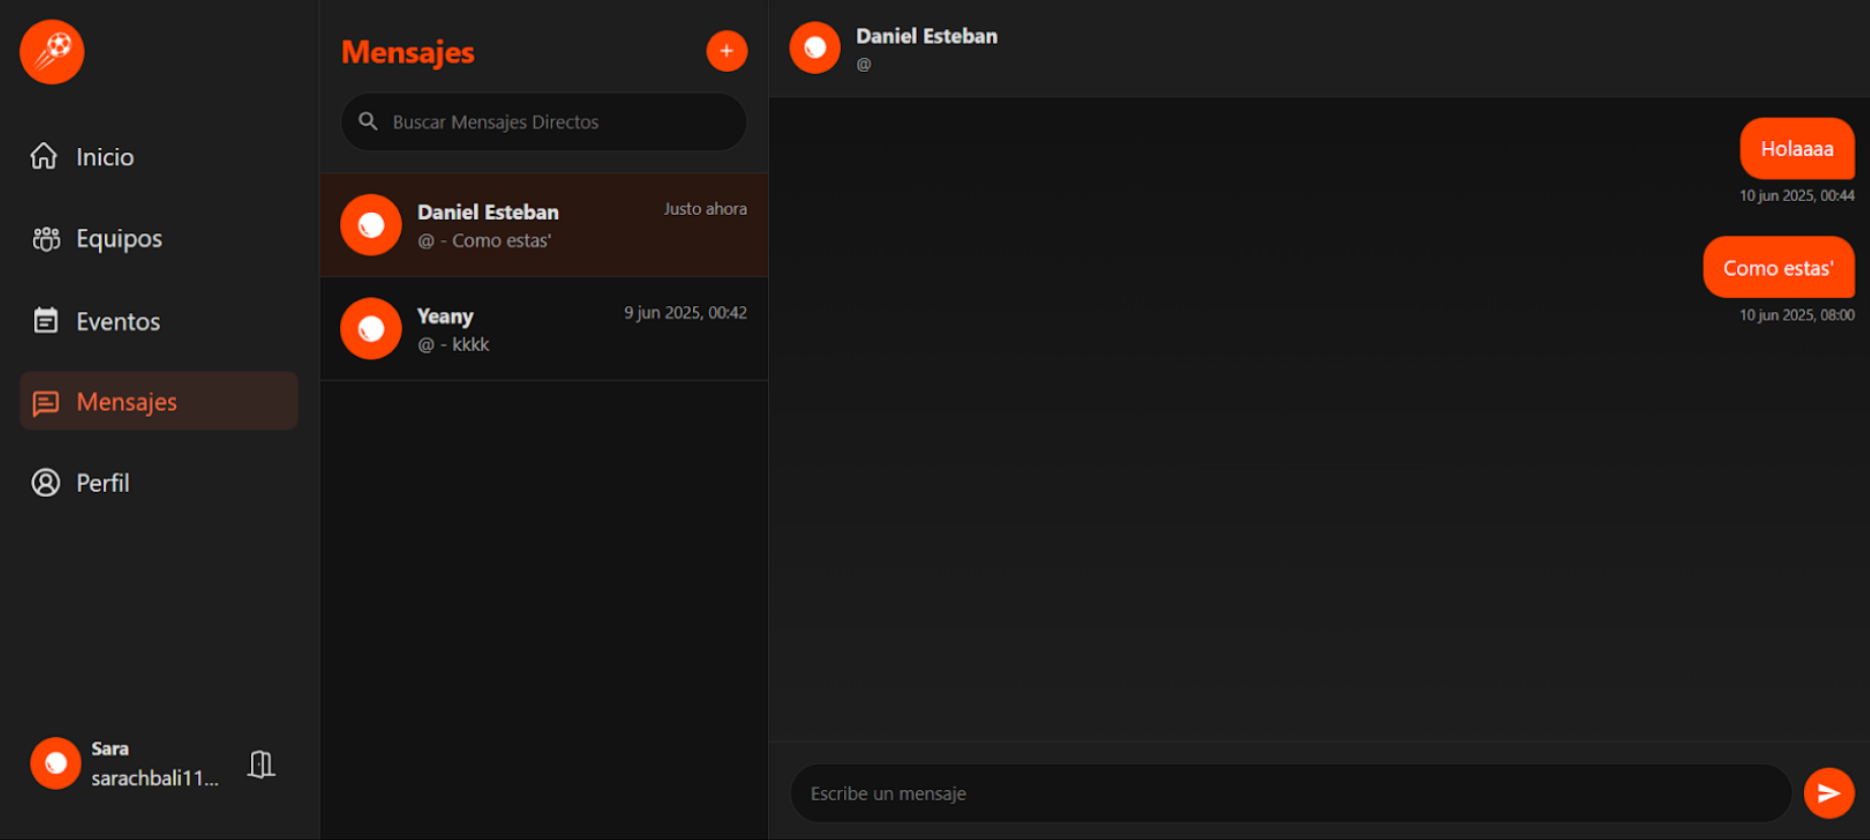 Inicio
Equipos
Eventos
Mensajes
Perfil
Sara
sarachbali11...
Mensajes
+
Buscar Mensajes Directos
Daniel Esteban
Justo ahora
@ - Como estas'
Yeany
9 jun 2025, 00:42
@ - kkkk
Daniel Esteban
@
Holaaaa
10 jun 2025, 00:44
Como estas'
10 jun 2025, 08:00
Escribe un mensaje